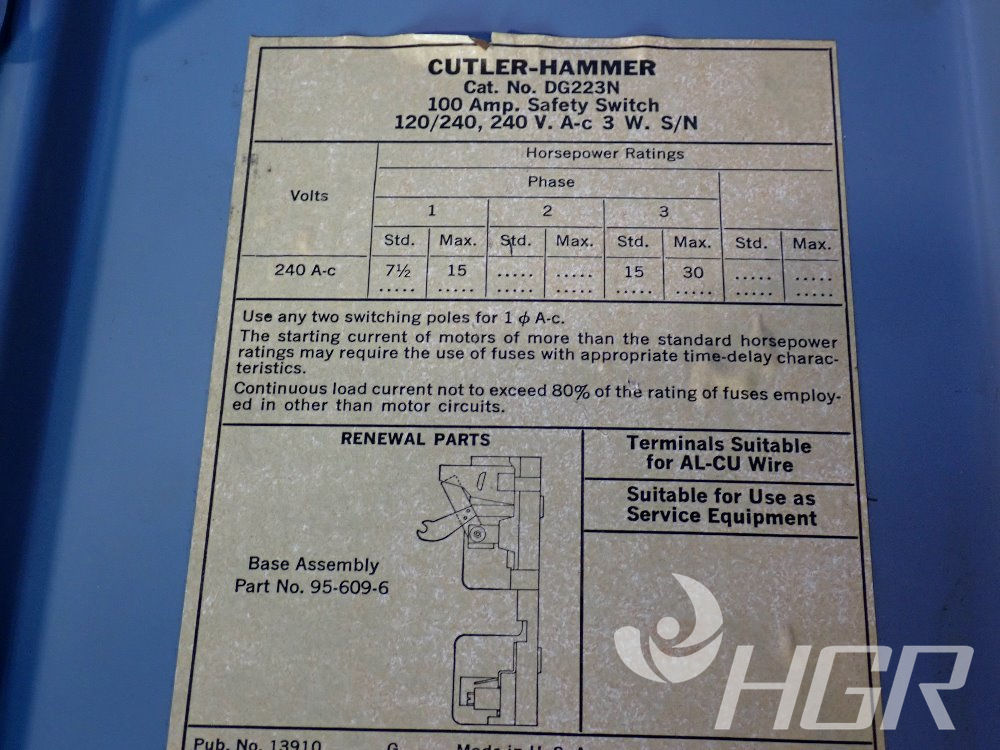 CUTLER-HAMMER
Cat. No. DG223N
100 Amp. Safety Switch
120/240, 240 V. A-c 3 W. S/N
Horsepower Ratings
Volts
Phase
1 2 3
Std. Max. Std. Max. Std. Max. Std. Max.
240 A-c 7½ 15 ..... ..... 15 30 ..... .....
..... ..... ..... ..... ..... ..... ..... ..... .....
Use any two switching poles for 1 ϕ A-c.
The starting current of motors of more than the standard horsepower
ratings may require the use of fuses with appropriate time-delay charac-
teristics.
Continuous load current not to exceed 80% of the rating of fuses employ-
ed in other than motor circuits.
RENEWAL PARTS
Base Assembly
Part No. 95-609-6
Terminals Suitable
for AL-CU Wire
Suitable for Use as
Service Equipment
HGR
Pub. No. 13910 G Made in U. S. A.